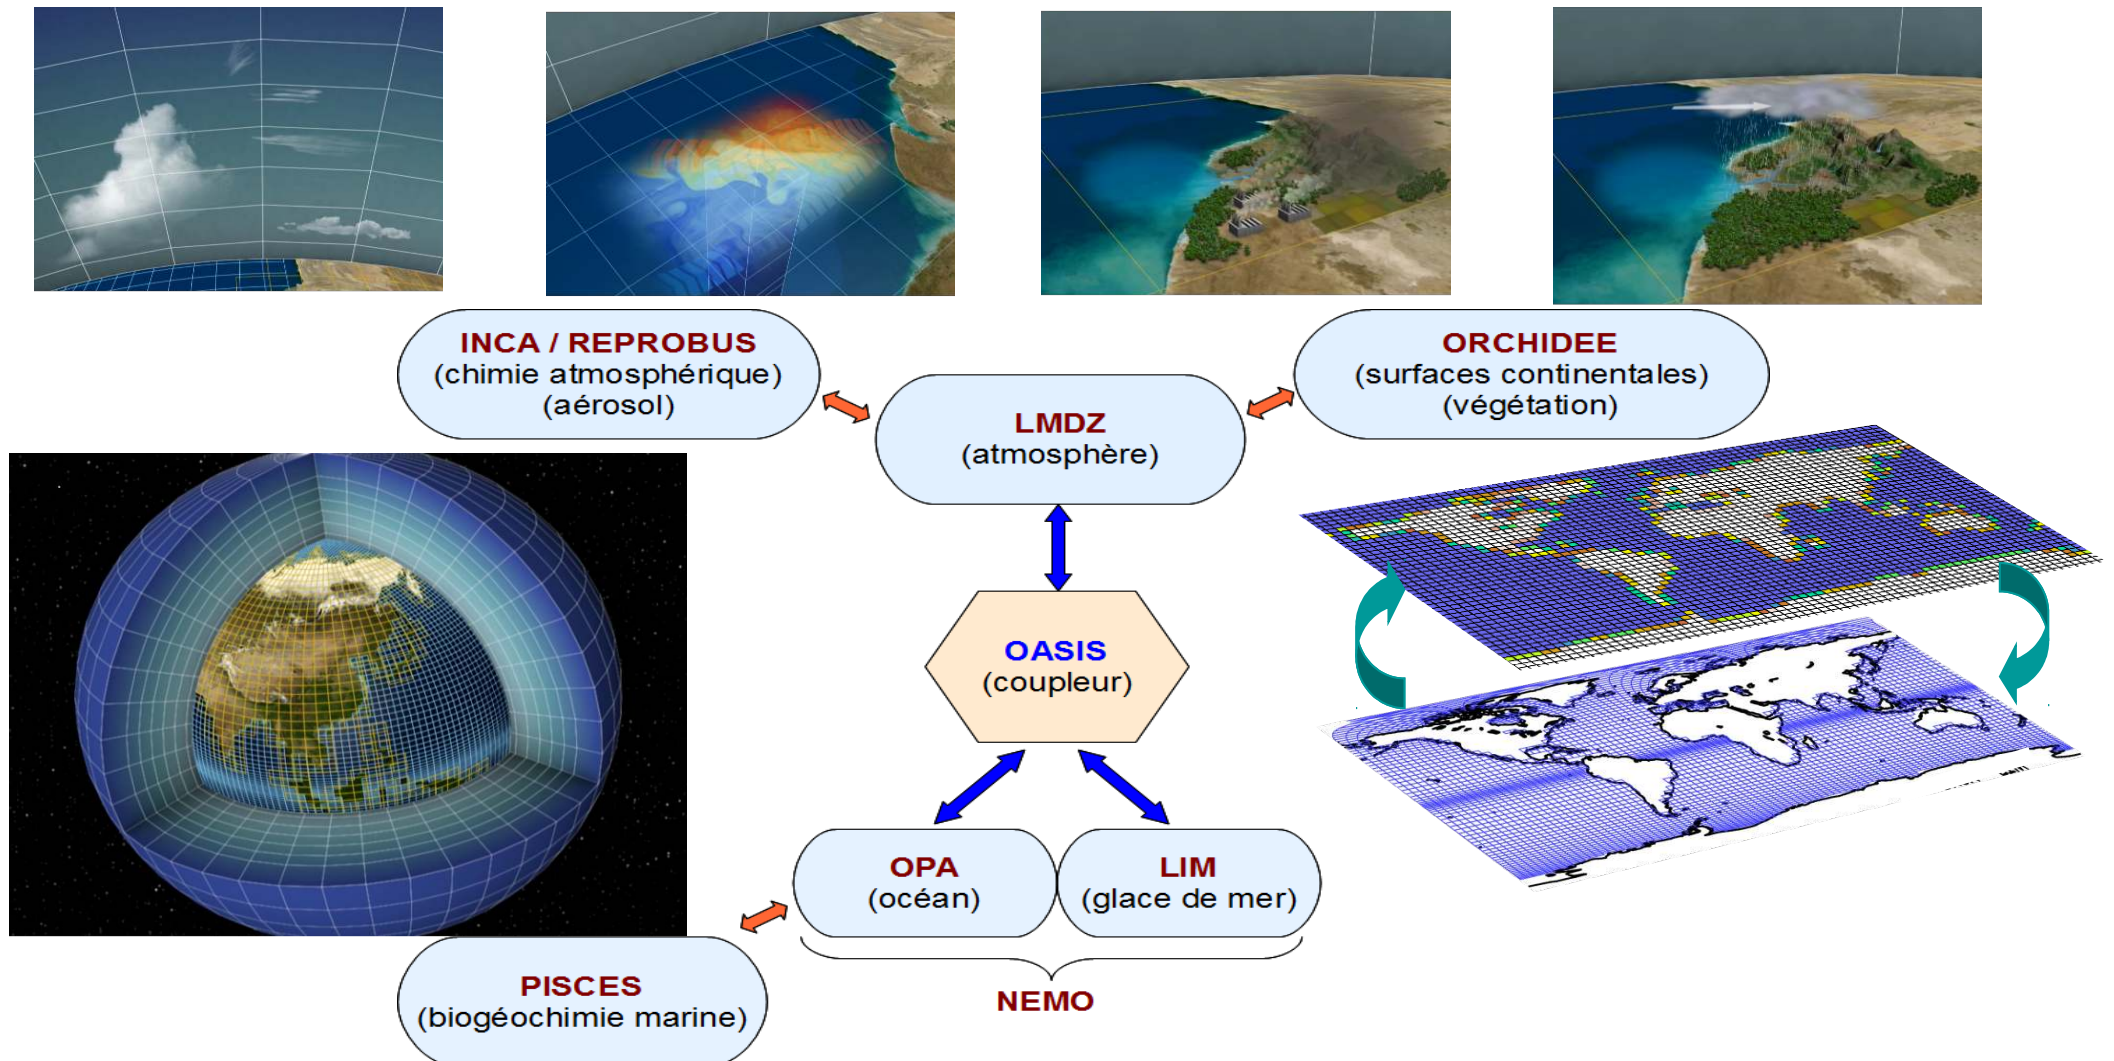 INCA / REPROBUS
(chimie atmosphérique)
(aérosol)
ORCHIDEE
(surfaces continentales)
(végétation)
LMDZ
(atmosphère)
OASIS
(coupleur)
OPA
(océan)
LIM
(glace de mer)
PISCES
(biogéochimie marine)
NEMO